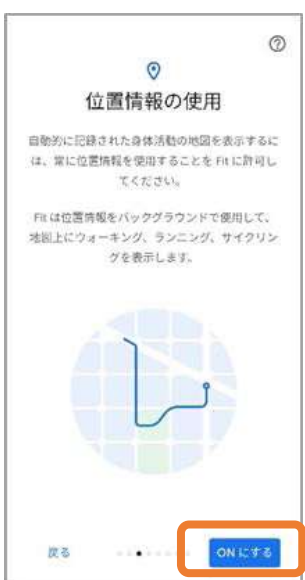 位置情報の使用
自動的に記録された身体活動の地図を表示するに
は、常に位置情報を使用することを Fit に許可し
てください。
Fit は位置情報をバックグラウンドで使用して、
地図上にウォーキング、ランニング、サイクリン
グを表示します。
戻る
ON にする